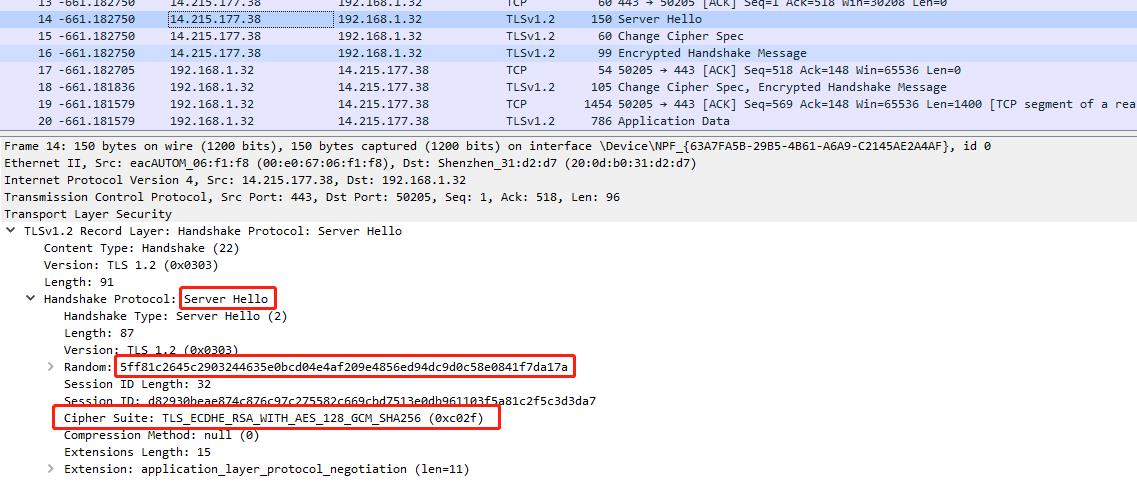 13 -661.182750 14.215.177.38 192.168.1.32 TCP 60 443 → 50205 [ACK] Seq=1 Ack=518 Win=30208 Len=0
14 -661.182750 14.215.177.38 192.168.1.32 TLSv1.2 150 Server Hello
15 -661.182750 14.215.177.38 192.168.1.32 TLSv1.2 60 Change Cipher Spec
16 -661.182750 14.215.177.38 192.168.1.32 TLSv1.2 99 Encrypted Handshake Message
17 -661.182705 192.168.1.32 14.215.177.38 TCP 54 50205 → 443 [ACK] Seq=518 Ack=148 Win=65536 Len=0
18 -661.181836 192.168.1.32 14.215.177.38 TLSv1.2 105 Change Cipher Spec, Encrypted Handshake Message
19 -661.181579 192.168.1.32 14.215.177.38 TCP 1454 50205 → 443 [ACK] Seq=569 Ack=148 Win=65536 Len=1400 [TCP segment of a rea
20 -661.181579 192.168.1.32 14.215.177.38 TLSv1.2 786 Application Data
Frame 14: 150 bytes on wire (1200 bits), 150 bytes captured (1200 bits) on interface \Device\NPF_{63A7FA5B-29B5-4B61-A6A9-C2145AE2A4AF}, id 0
Ethernet II, Src: eacAUTOM_06:f1:f8 (00:e0:67:06:f1:f8), Dst: Shenzhen_31:d2:d7 (20:0d:b0:31:d2:d7)
Internet Protocol Version 4, Src: 14.215.177.38, Dst: 192.168.1.32
Transmission Control Protocol, Src Port: 443, Dst Port: 50205, Seq: 1, Ack: 518, Len: 96
Transport Layer Security
TLSv1.2 Record Layer: Handshake Protocol: Server Hello
Content Type: Handshake (22)
Version: TLS 1.2 (0x0303)
Length: 91
Handshake Protocol: Server Hello
Handshake Type: Server Hello (2)
Length: 87
Version: TLS 1.2 (0x0303)
Random: 5ff81c2645c2903244635e0bcd04e4af209e4856ed94dc9d0c58e0841f7da17a
Session ID Length: 32
Session ID: d82930beae874c876c97c275582c669cbd7513e0db961103f5a81c2f5c3d3da7
Cipher Suite: TLS_ECDHE_RSA_WITH_AES_128_GCM_SHA256 (0xc02f)
Compression Method: null (0)
Extensions Length: 15
Extension: application_layer_protocol_negotiation (len=11)